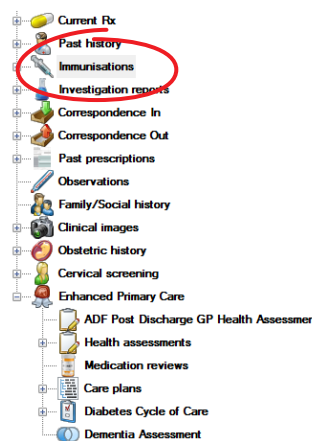 Current Rx
Past history
Immunisations
Investigation reports
Correspondence In
Correspondence Out
Past prescriptions
Observations
Family/Social history
Clinical images
Obstetric history
Cervical screening
Enhanced Primary Care
ADF Post Discharge GP Health Assessmer
Health assessments
Medication reviews
Care plans
Diabetes Cycle of Care
Dementia Assessment